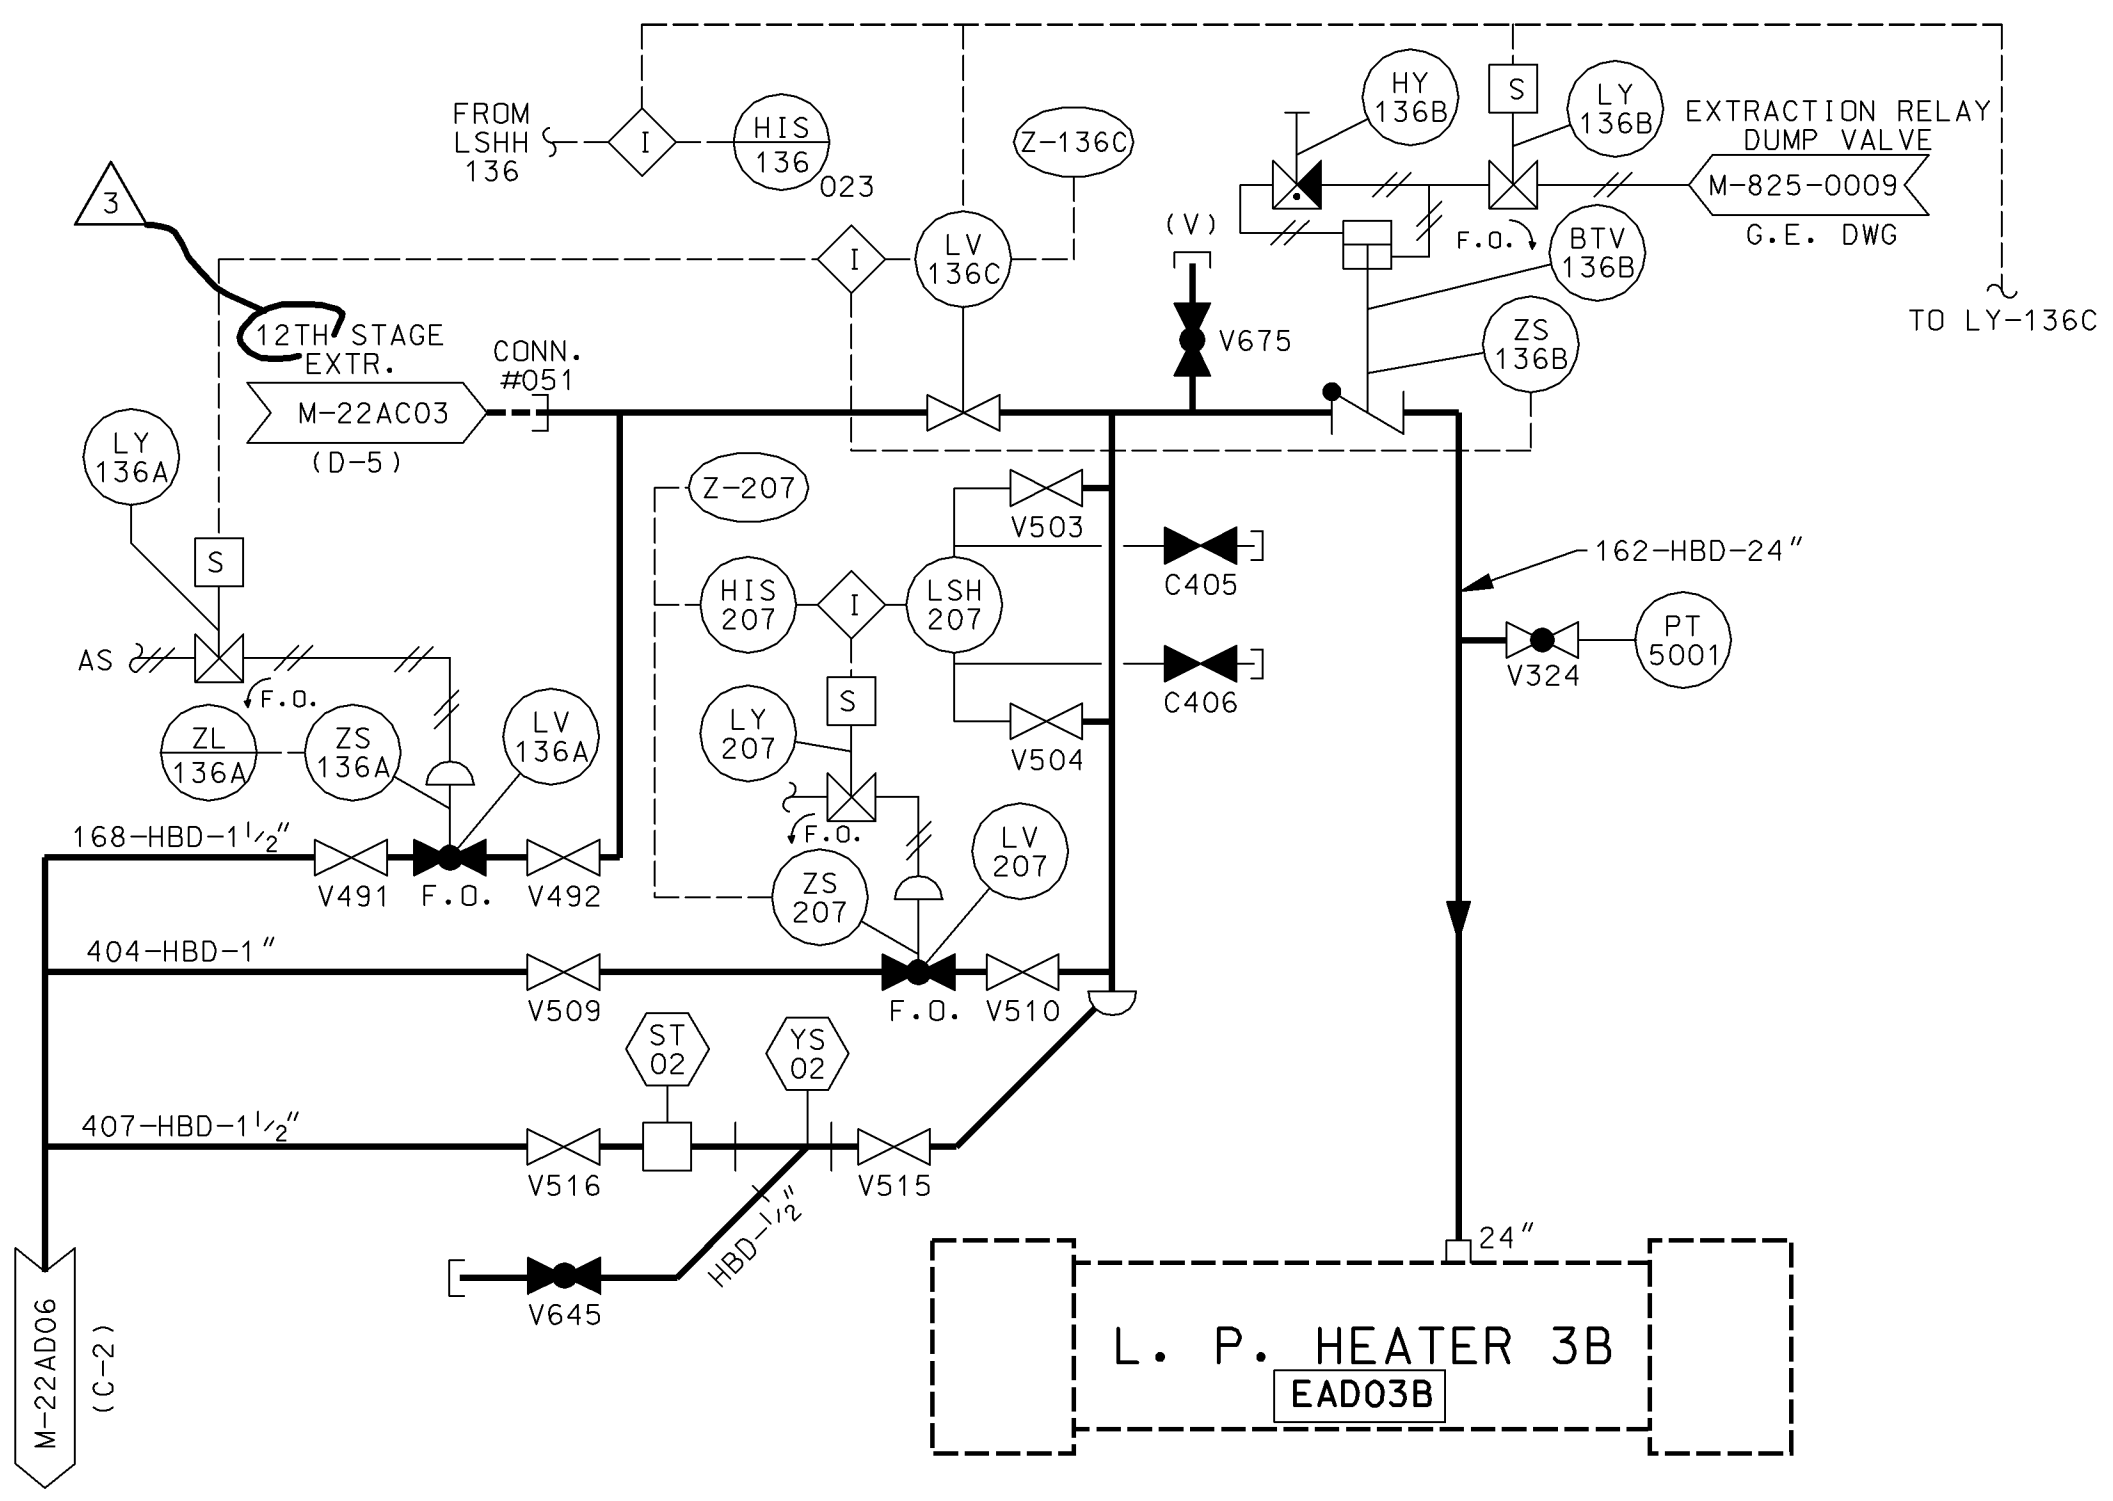 FROM
LSHH
136
I
HIS
136
023
Z-136C
HY
136B
S
LY
136B
EXTRACTION RELAY
DUMP VALVE
M-825-0009
G.E. DWG
3
(V)
F.O.
BTV
136B
I
LV
136C
TO LY-136C
12TH STAGE
EXTR.
CONN.
#051
V675
ZS
136B
M-22AC03
(D-5)
LY
136A
Z-207
V503
S
C405
162-HBD-24"
HIS
207
I
LSH
207
AS
F.O.
C406
V324
PT
5001
S
LY
207
V504
ZL
136A
ZS
136A
LV
136A
F.O.
168-HBD-1 1/2"
V491
F.O.
V492
ZS
207
LV
207
404-HBD-1"
V509
F.O.
V510
ST
02
YS
02
407-HBD-1 1/2"
V516
V515
HBD-1/2"
V645
24"
L. P. HEATER 3B
EAD03B
M-22AD06
(C-2)